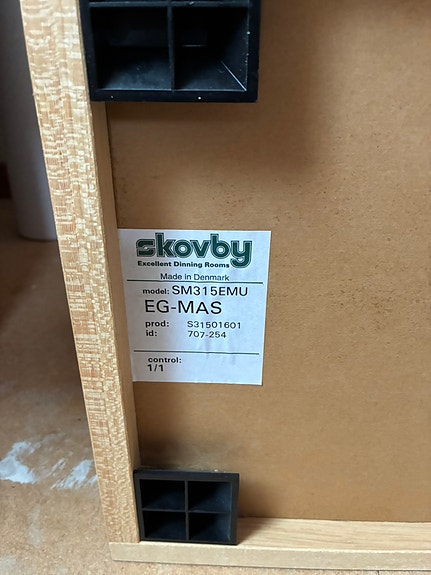 skovby
Excellent Dinning Rooms
Made in Denmark
model: SM315EMU
EG-MAS
prod: S31501601
id: 707-254
control:
1/1